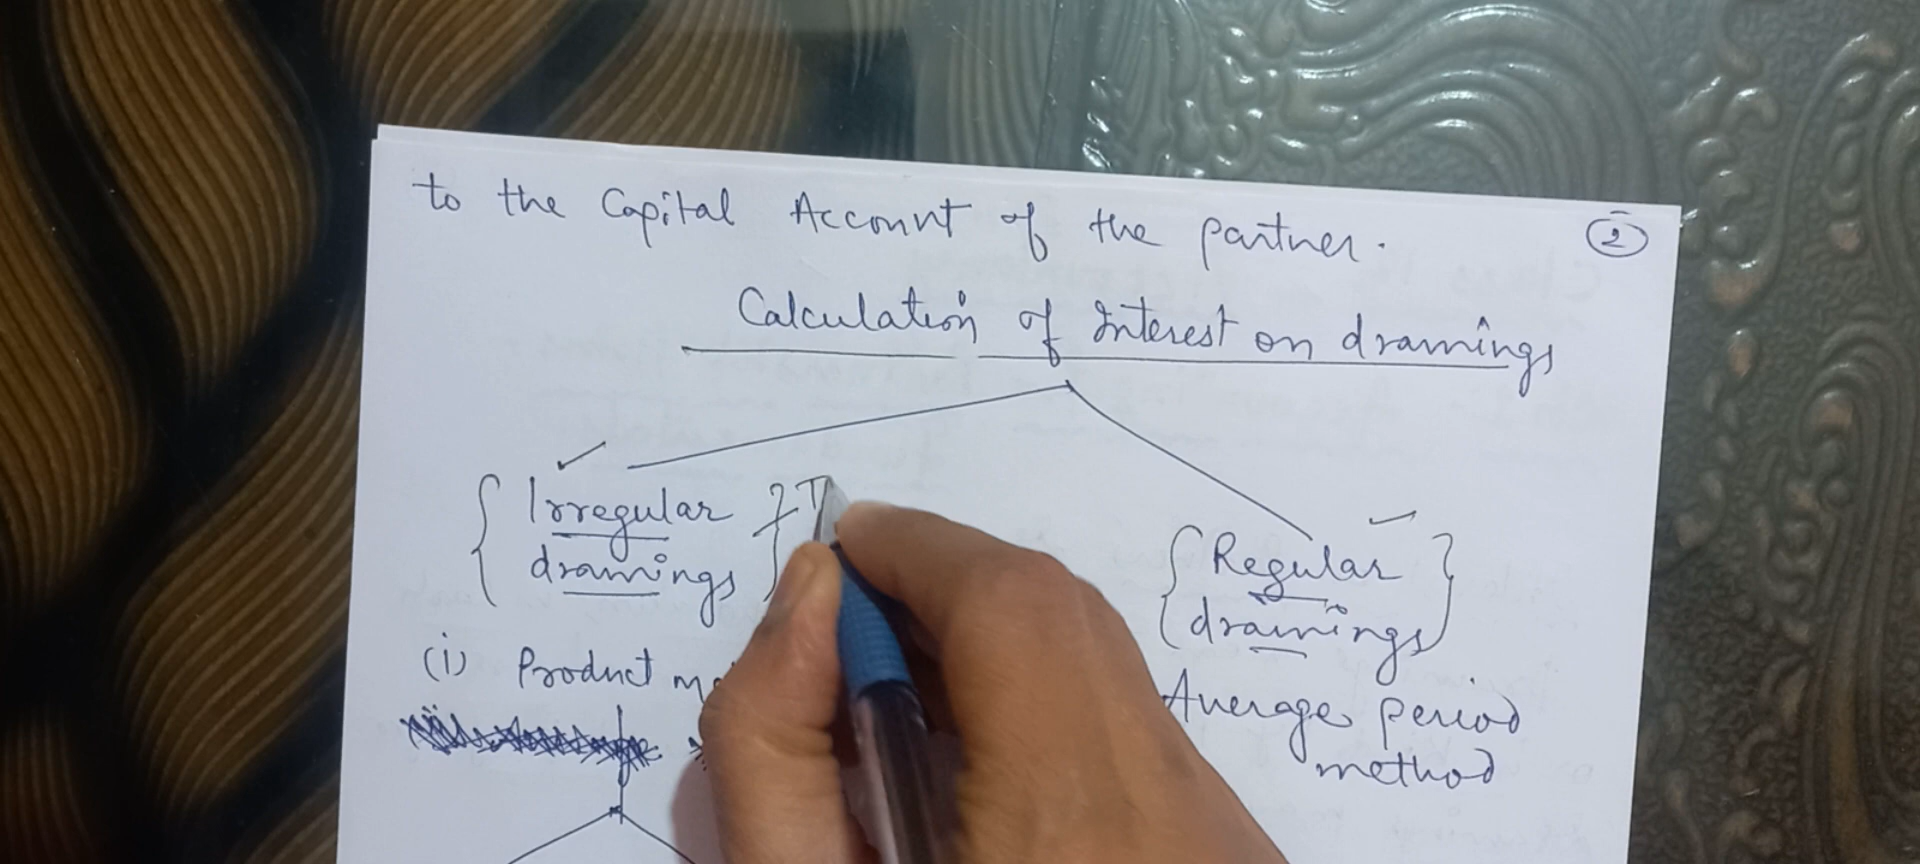 to the Capital Account of the partner.
2
Calculation of Interest on drawings
Irregular
drawings
Regular
drawings
(i) Product
Average period
method